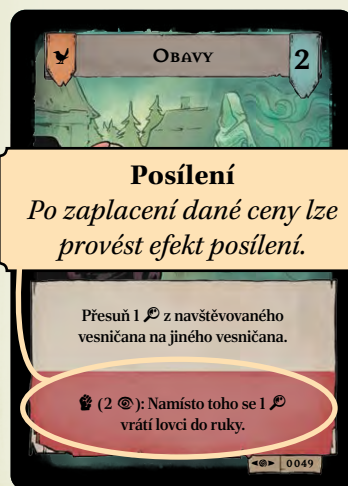 OBAVY
2
Posílení
Po zaplacení dané ceny lze
provést efekt posílení.
Přesuň 1 z navštěvovaného
vesničana na jiného vesničana.
(2 ): Namísto toho se 1
vrátí lovci do ruky.
0049